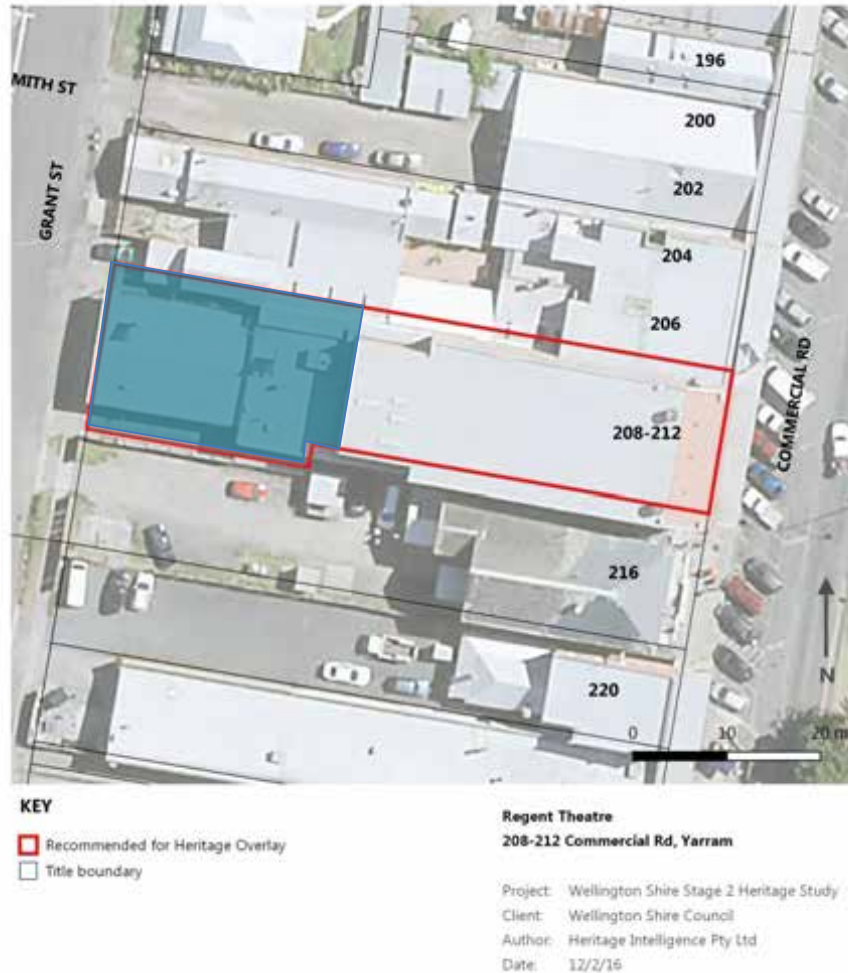 MITH ST
GRANT ST
196
200
202
204
206
208-212
COMMERCIAL RD
216
220
N
0 10 20 m
KEY
Recommended for Heritage Overlay
Title boundary
Regent Theatre
208-212 Commercial Rd, Yarram
Project: Wellington Shire Stage 2 Heritage Study
Client: Wellington Shire Council
Author: Heritage Intelligence Pty Ltd
Date: 12/2/16